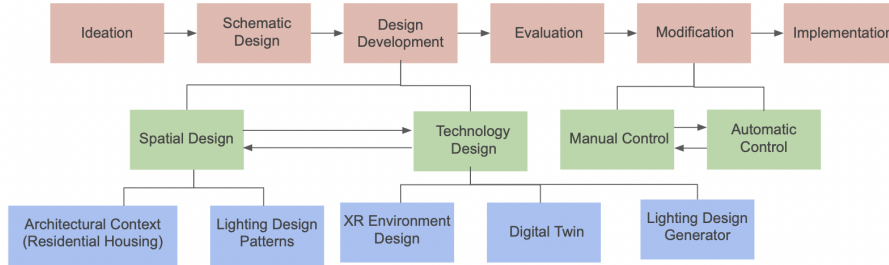 Ideation
Schematic
Design
Design
Development
Evaluation
Modification
Implementation
Spatial Design
Technology
Design
Manual Control
Automatic
Control
Architectural Context
(Residential Housing)
Lighting Design
Patterns
XR Environment
Design
Digital Twin
Lighting Design
Generator